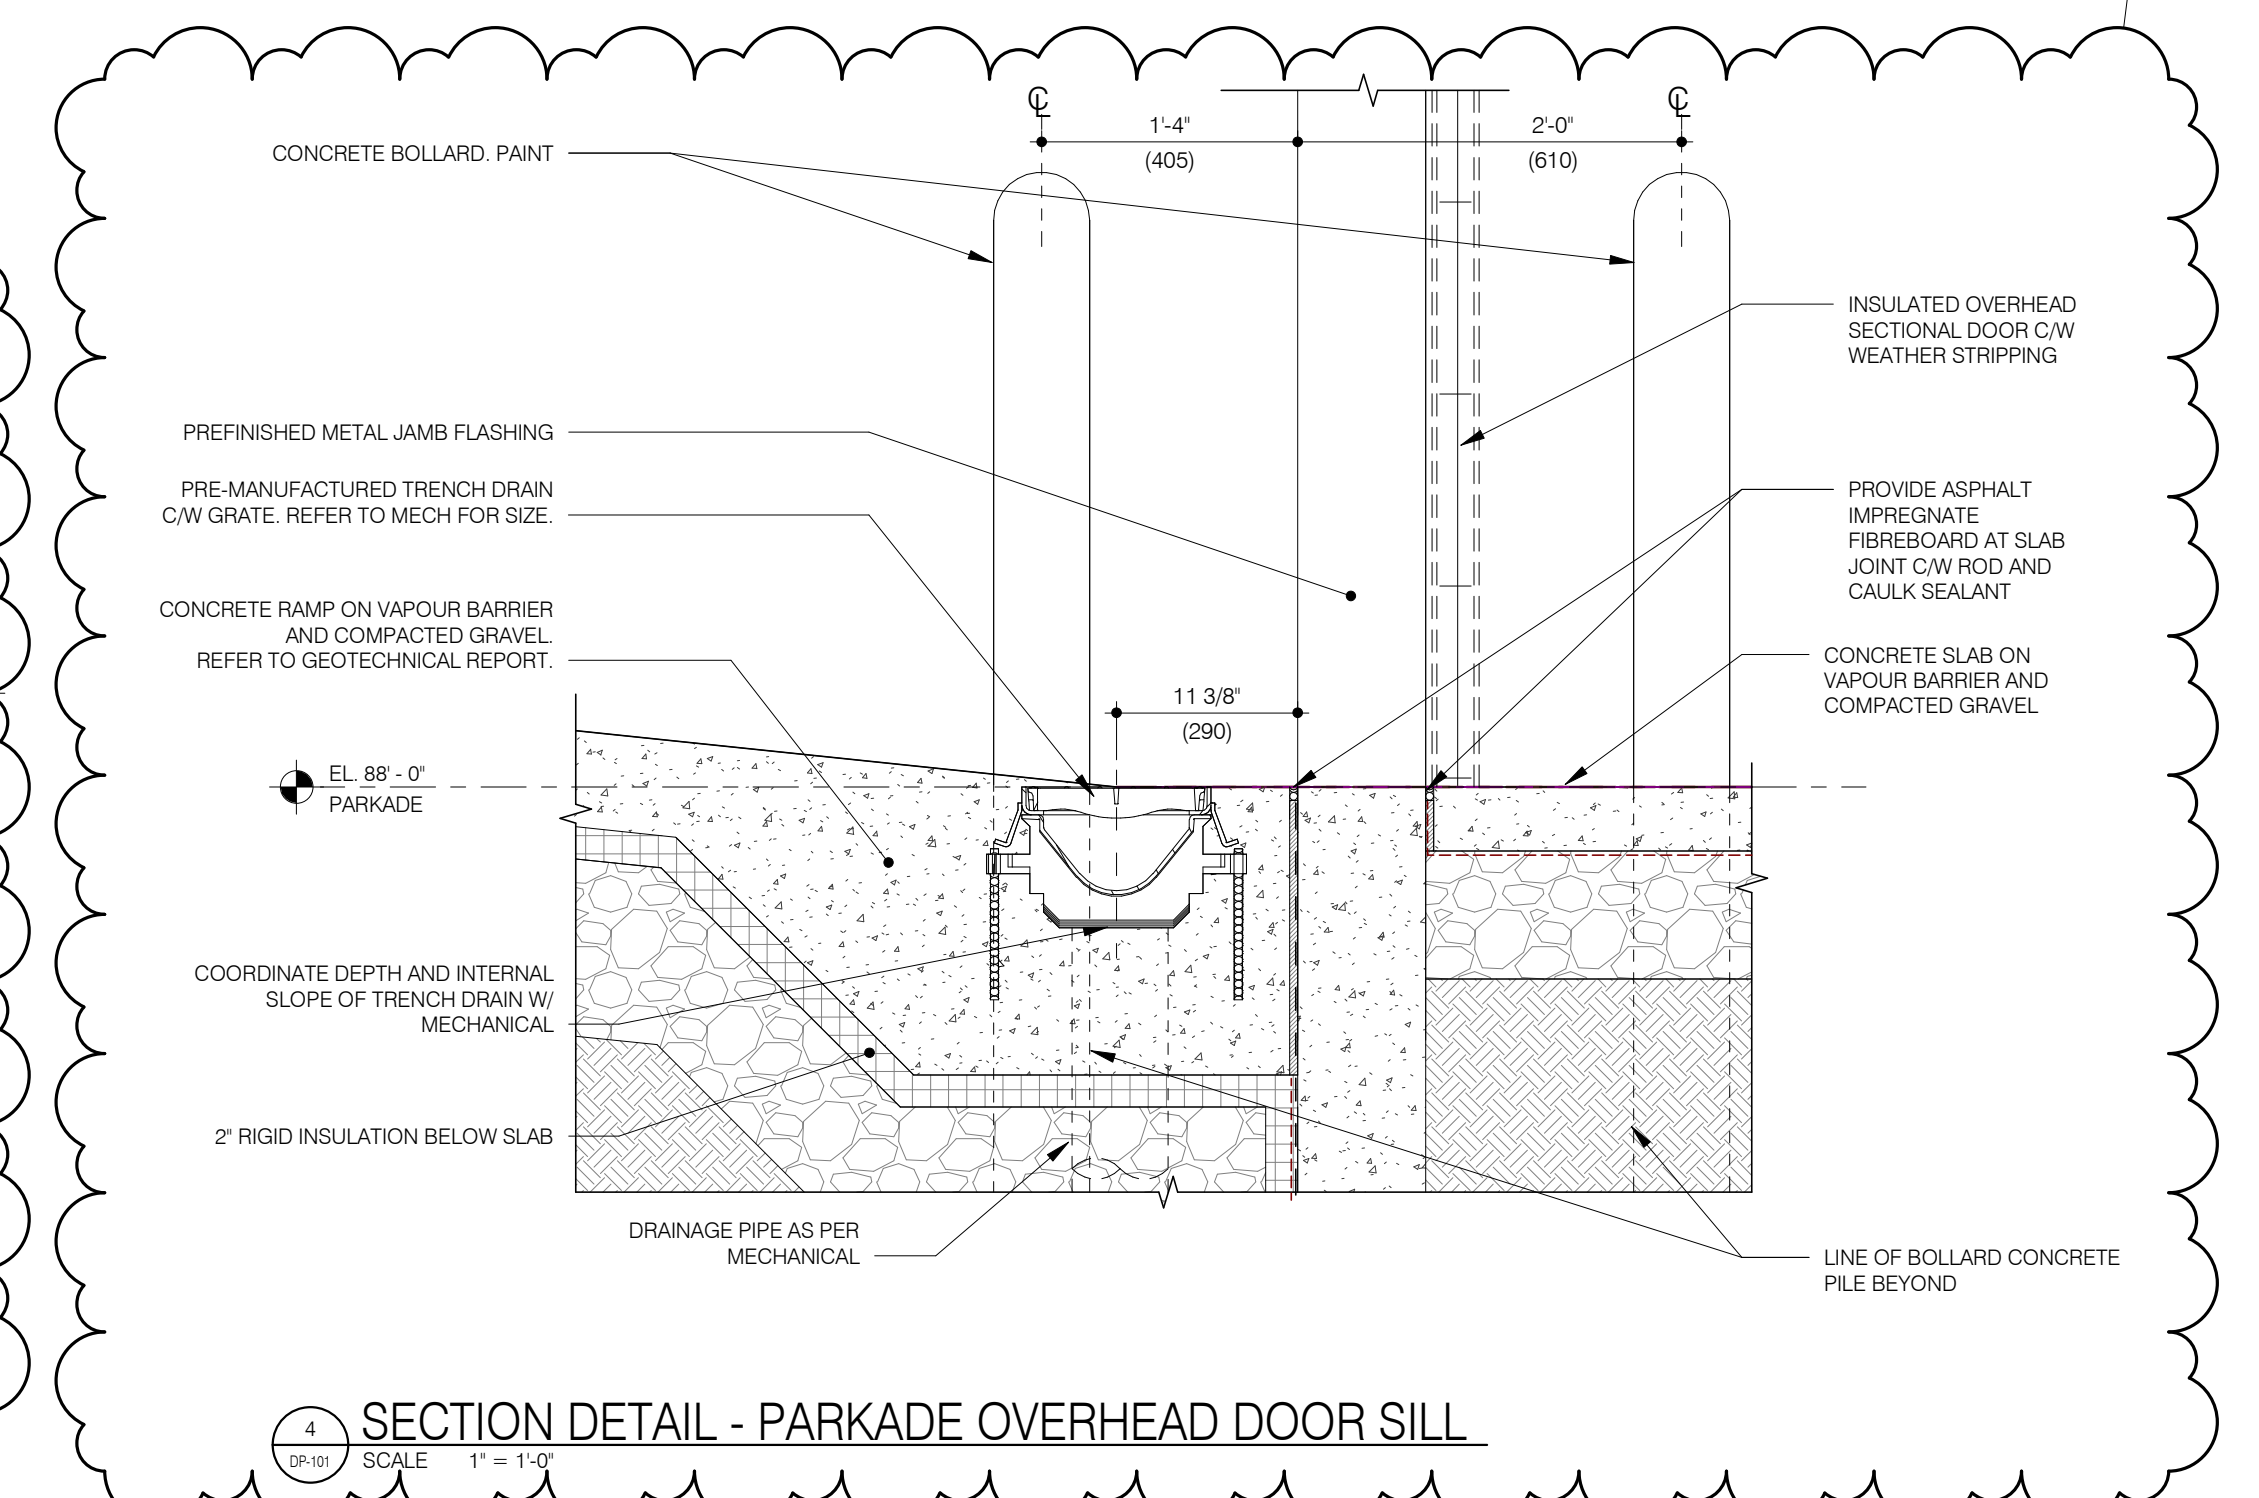 ℄
℄
1'-4"
(405)
2'-0"
(610)
CONCRETE BOLLARD. PAINT
INSULATED OVERHEAD
SECTIONAL DOOR C/W
WEATHER STRIPPING
PREFINISHED METAL JAMB FLASHING
PRE-MANUFACTURED TRENCH DRAIN
C/W GRATE. REFER TO MECH FOR SIZE.
PROVIDE ASPHALT
IMPREGNATE
FIBREBOARD AT SLAB
JOINT C/W ROD AND
CAULK SEALANT
CONCRETE RAMP ON VAPOUR BARRIER
AND COMPACTED GRAVEL.
REFER TO GEOTECHNICAL REPORT.
CONCRETE SLAB ON
VAPOUR BARRIER AND
COMPACTED GRAVEL
11 3/8"
(290)
EL. 88' - 0"
PARKADE
COORDINATE DEPTH AND INTERNAL
SLOPE OF TRENCH DRAIN W/
MECHANICAL
2" RIGID INSULATION BELOW SLAB
DRAINAGE PIPE AS PER
MECHANICAL
LINE OF BOLLARD CONCRETE
PILE BEYOND
4
DP-101
SECTION DETAIL - PARKADE OVERHEAD DOOR SILL
SCALE 1" = 1'-0"